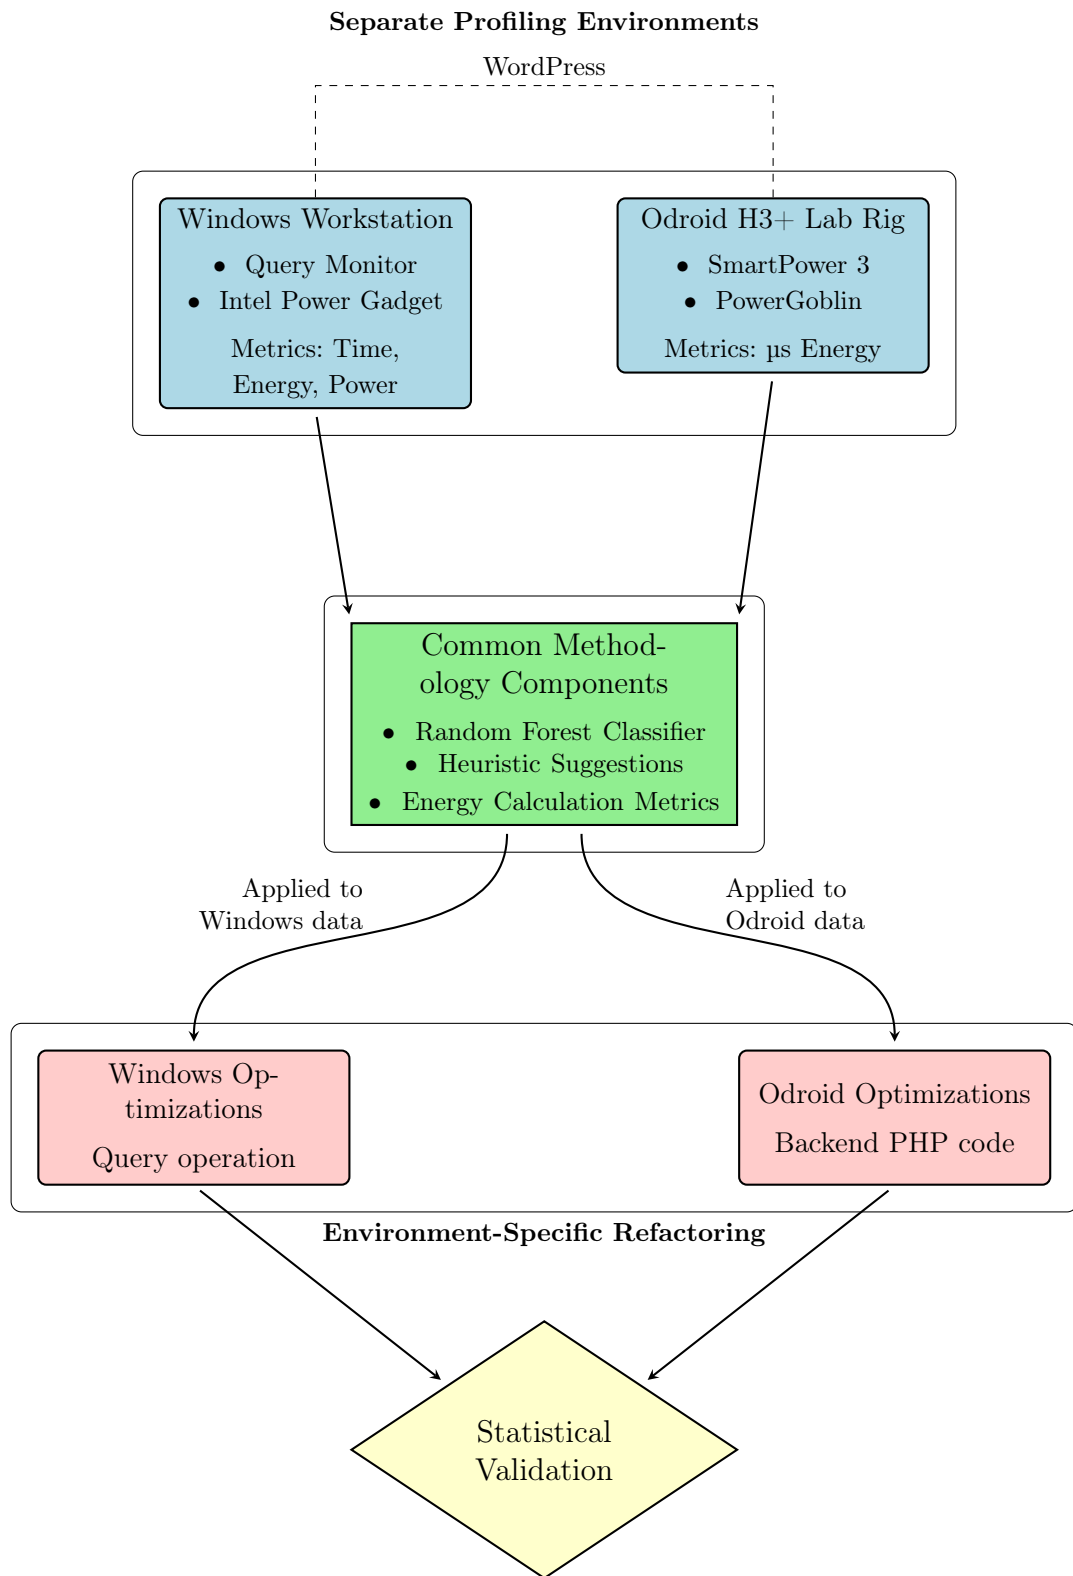 Separate Profiling Environments
WordPress
Windows Workstation
• Query Monitor
• Intel Power Gadget
Metrics: Time,
Energy, Power
Odroid H3+ Lab Rig
• SmartPower 3
• PowerGoblin
Metrics: µs Energy
Common Method-
ology Components
• Random Forest Classifier
• Heuristic Suggestions
• Energy Calculation Metrics
Applied to
Windows data
Applied to
Odroid data
Windows Op-
timizations
Query operation
Odroid Optimizations
Backend PHP code
Environment-Specific Refactoring
Statistical
Validation